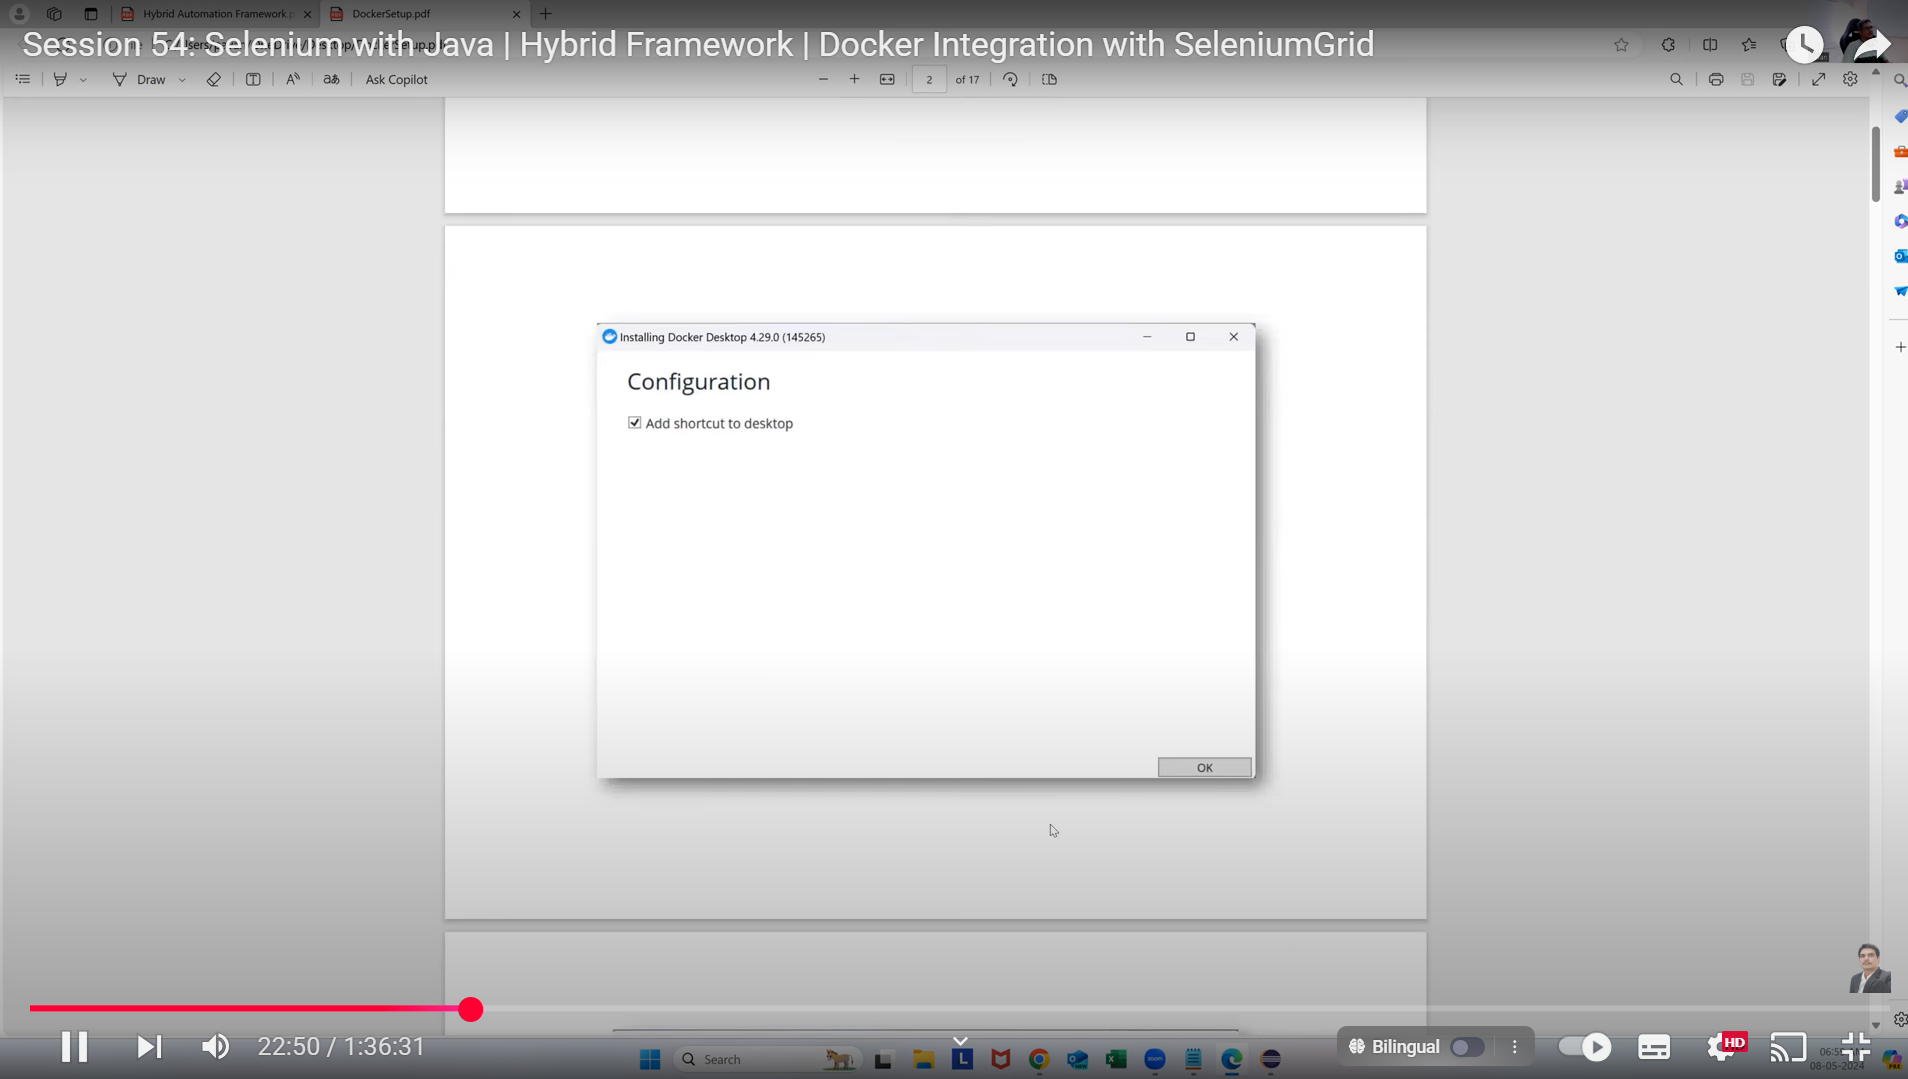 Hybrid Automation Framework.p
DockerSetup.pdf
Session 54: Selenium with Java | Hybrid Framework | Docker Integration with SeleniumGrid
Draw
Ask Copilot
2 of 17
Installing Docker Desktop 4.29.0 (145265)
Configuration
Add shortcut to desktop
OK
22:50 / 1:36:31
Search
Bilingual
HD
08-05-2024